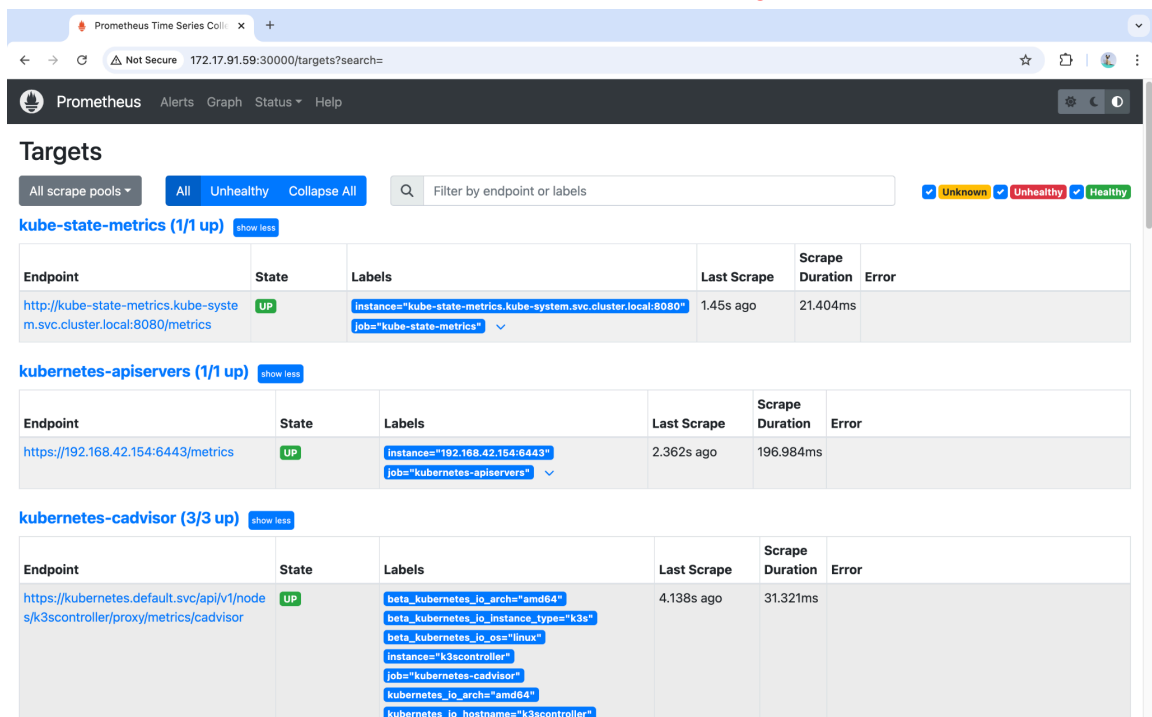 Prometheus Time Series Colle
Not Secure 172.17.91.59:30000/targets?search=
Prometheus Alerts Graph Status Help
Targets
All scrape pools All Unhealthy Collapse All Filter by endpoint or labels Unknown Unhealthy Healthy
kube-state-metrics (1/1 up) show less
Endpoint State Labels Last Scrape Scrape Duration Error
http://kube-state-metrics.kube-syste UP instance="kube-state-metrics.kube-system.svc.cluster.local:8080" 1.45s ago 21.404ms
m.svc.cluster.local:8080/metrics job="kube-state-metrics"
kubernetes-apiservers (1/1 up) show less
Endpoint State Labels Last Scrape Scrape Duration Error
https://192.168.42.154:6443/metrics UP instance="192.168.42.154:6443" 2.362s ago 196.984ms
job="kubernetes-apiservers"
kubernetes-cadvisor (3/3 up) show less
Endpoint State Labels Last Scrape Scrape Duration Error
https://kubernetes.default.svc/api/v1/node UP beta_kubernetes_io_arch="amd64" 4.138s ago 31.321ms
s/k3scontroller/proxy/metrics/cadvisor beta_kubernetes_io_instance_type="k3s"
beta_kubernetes_io_os="linux"
instance="k3scontroller"
job="kubernetes-cadvisor"
kubernetes_io_arch="amd64"
kubernetes_io_hostname="k3scontroller"